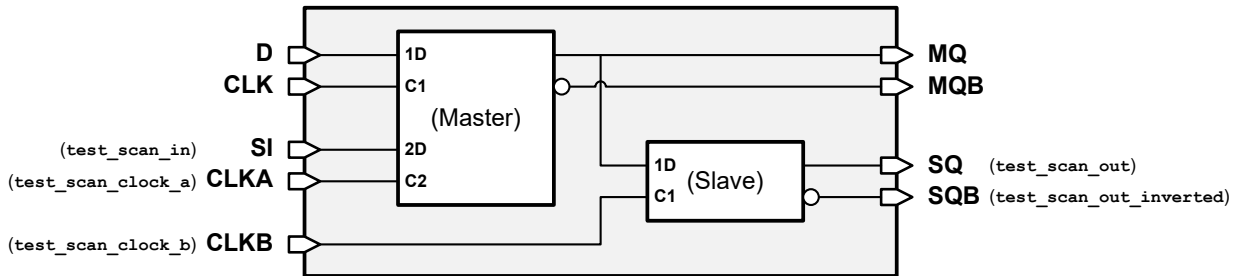 D 1D MQ
CLK C1 MQB
(Master)
(test_scan_in) SI 2D
1D SQ (test_scan_out)
(test_scan_clock_a) CLKA C2
(Slave)
C1 SQB (test_scan_out_inverted)
(test_scan_clock_b) CLKB